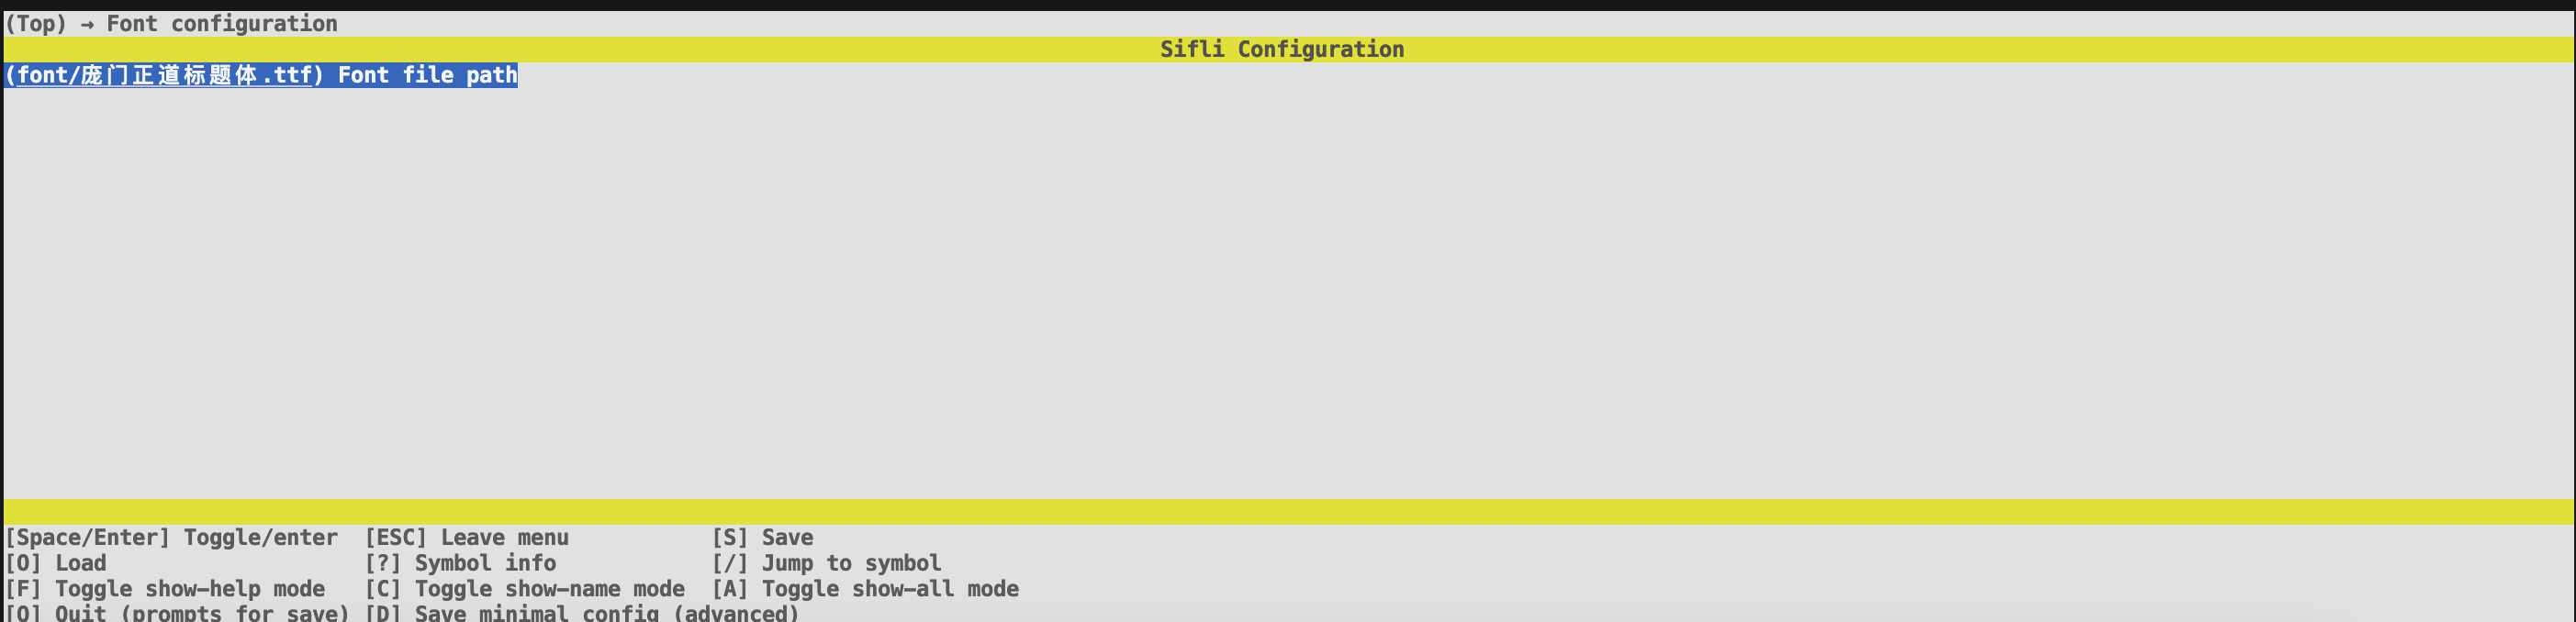 (Top) → Font configuration
Sifli Configuration
(font/庞门正道标题体.ttf) Font file path
[Space/Enter] Toggle/enter [ESC] Leave menu [S] Save
[O] Load [?] Symbol info [/] Jump to symbol
[F] Toggle show-help mode [C] Toggle show-name mode [A] Toggle show-all mode
[Q] Quit (prompts for save) [D] Save minimal config (advanced)